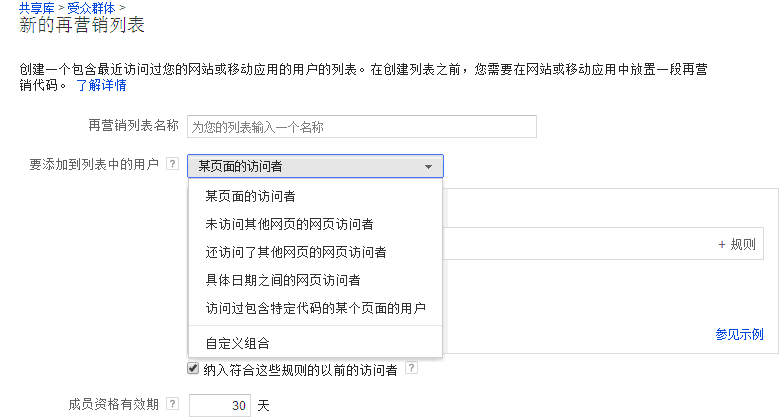 共享库 > 受众群体 >
新的再营销列表
创建一个包含最近访问过您的网站或移动应用的用户的列表。在创建列表之前，您需要在网站或移动应用中放置一段再营
销代码。 了解详情
再营销列表名称 为您的列表输入一个名称
要添加到列表中的用户 ? 某页面的访问者
某页面的访问者
未访问其他网页的网页访问者
+ 规则
还访问了其他网页的网页访问者
具体日期之间的网页访问者
访问过包含特定代码的某个页面的用户
参见示例
自定义组合
纳入符合这些规则的以前的访问者 ?
成员资格有效期 ? 30 天